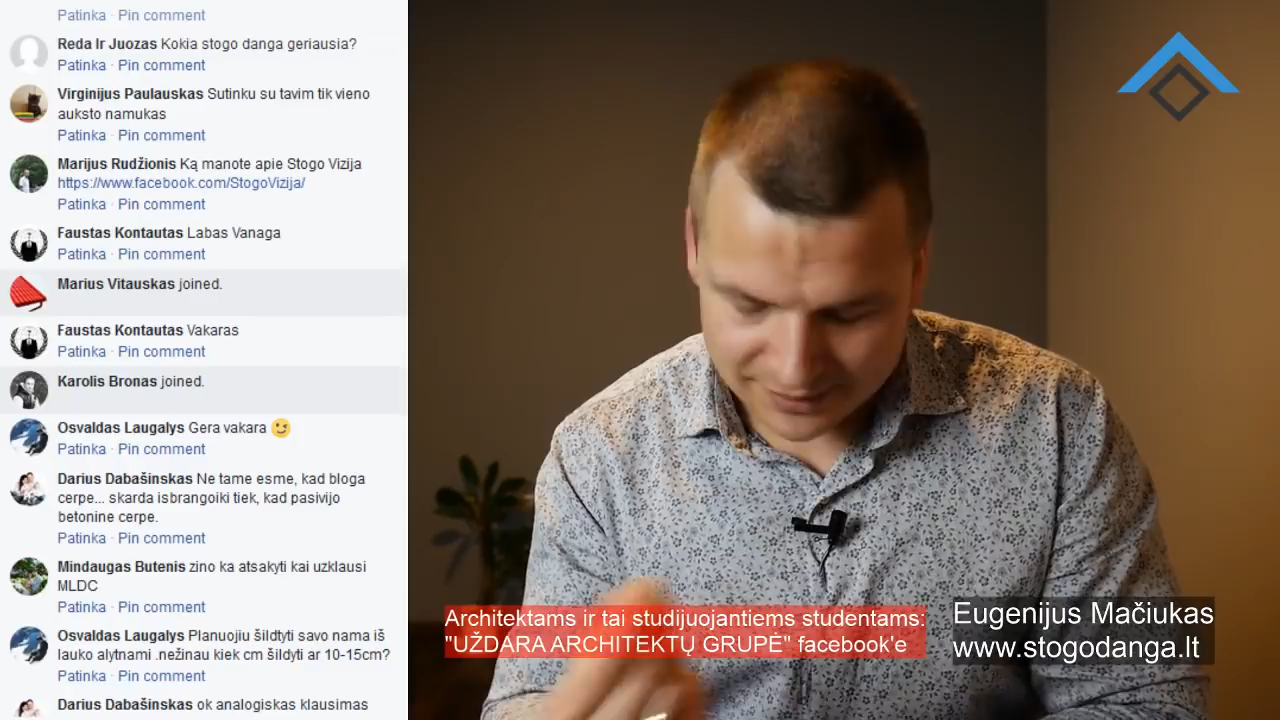 Patinka · Pin comment
Reda Ir Juozas Kokia stogo danga geriausia?
Patinka · Pin comment
Virginijus Paulauskas Sutinku su tavim tik vieno
auksto namukas
Patinka · Pin comment
Marijus Rudžionis Ką manote apie Stogo Vizija
https://www.facebook.com/StogoVizija/
Patinka · Pin comment
Faustas Kontautas Labas Vanaga
Patinka · Pin comment
Marius Vitauskas joined.
Faustas Kontautas Vakaras
Patinka · Pin comment
Karolis Bronas joined.
Osvaldas Laugalys Gera vakara 😉
Patinka · Pin comment
Darius Dabašinskas Ne tame esme, kad bloga
cerpe... skarda isbrangoiki tiek, kad pasivijo
betonine cerpe.
Patinka · Pin comment
Mindaugas Butenis zino ka atsakyti kai uzklausi
MLDC
Patinka · Pin comment
Osvaldas Laugalys Planuojiu šildtyti savo nama iš
lauko alytnami .nežinau kiek cm šildyti ar 10-15cm?
Patinka · Pin comment
Darius Dabašinskas ok analogiskas klausimas
Architektams ir tai studijuojantiems studentams:
"UŽDARA ARCHITEKTŲ GRUPĖ" facebook'e
Eugenijus Mačiukas
www.stogodanga.lt